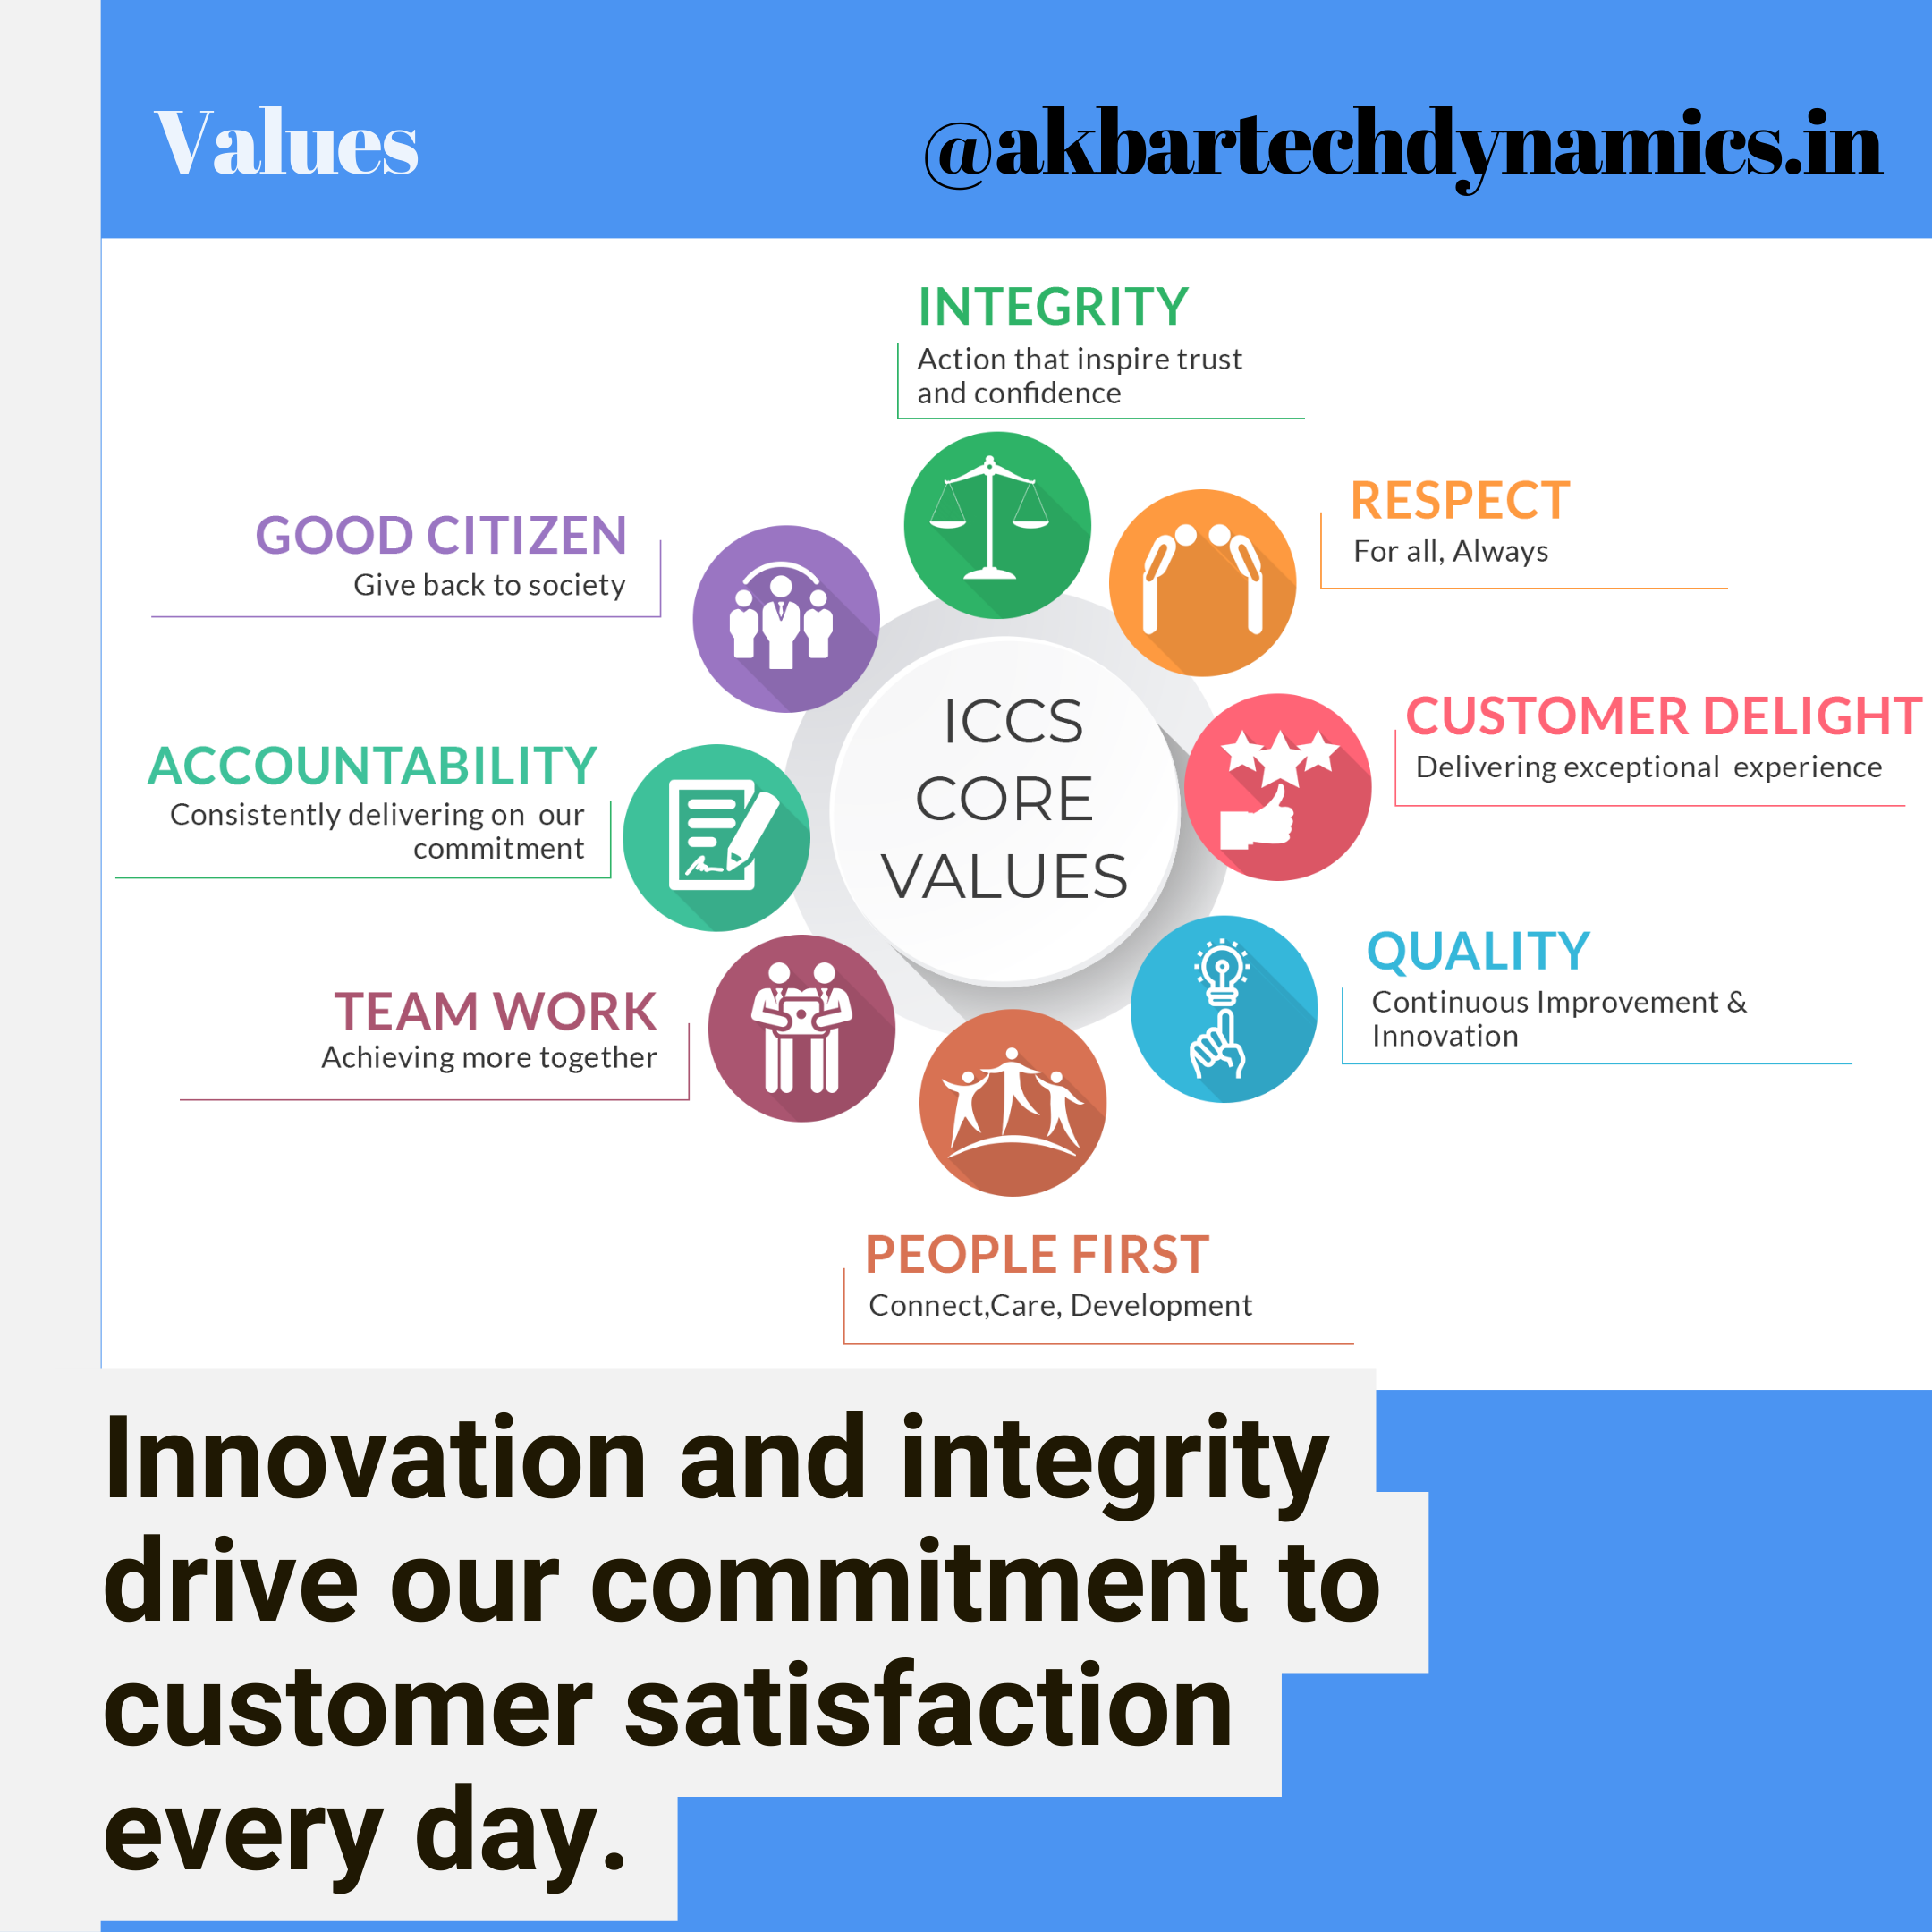 Values
@akbartechdynamics.in
INTEGRITY
Action that inspire trust
and confidence
RESPECT
For all, Always
GOOD CITIZEN
Give back to society
CUSTOMER DELIGHT
Delivering exceptional experience
ACCOUNTABILITY
Consistently delivering on our
commitment
ICCS
CORE
VALUES
QUALITY
Continuous Improvement &
Innovation
TEAM WORK
Achieving more together
PEOPLE FIRST
Connect,Care, Development
Innovation and integrity
drive our commitment to
customer satisfaction
every day.